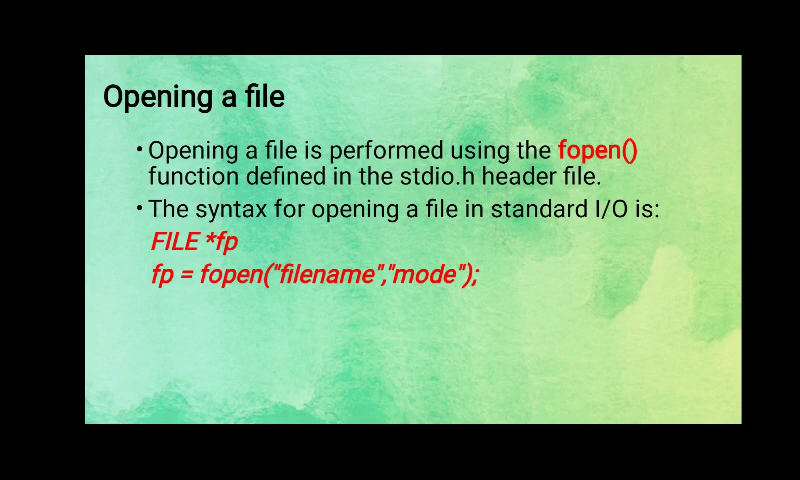 Opening a file
• Opening a file is performed using the fopen()
function defined in the stdio.h header file.
• The syntax for opening a file in standard I/O is:
FILE *fp
fp = fopen("filename","mode");